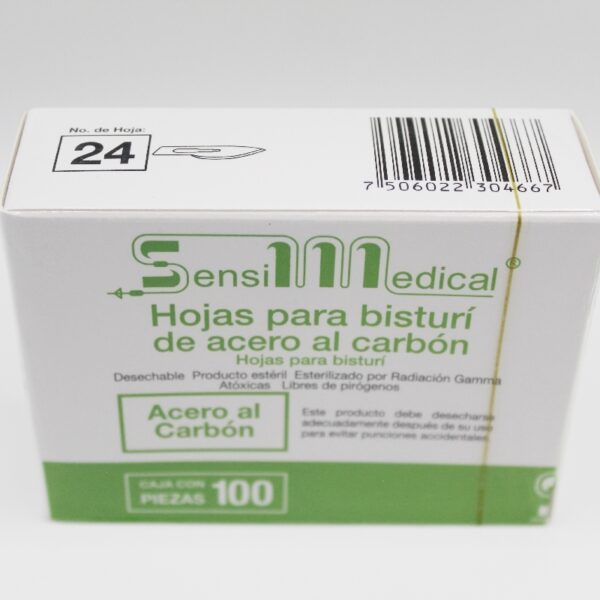 No. de Hoja:
24
7 506022 304667
Sensi Medical®
Hojas para bisturí
de acero al carbón
Hojas para bisturí
Desechable Producto estéril Esterilizado por Radiación Gamma
Atóxicas Libres de pirógenos
Acero al
Carbón
Este producto debe desecharse
adecuadamente después de su uso
para evitar punciones accidentales.
CAJA CON
PIEZAS 100